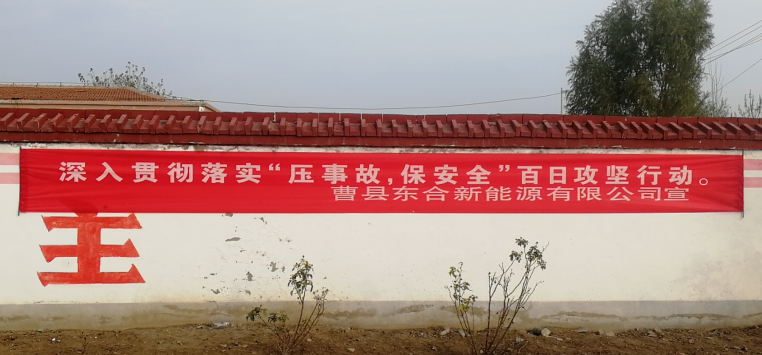 深入贯彻落实“压事故,保安全”百日攻坚行动。
曹县东合新能源有限公司宣
主